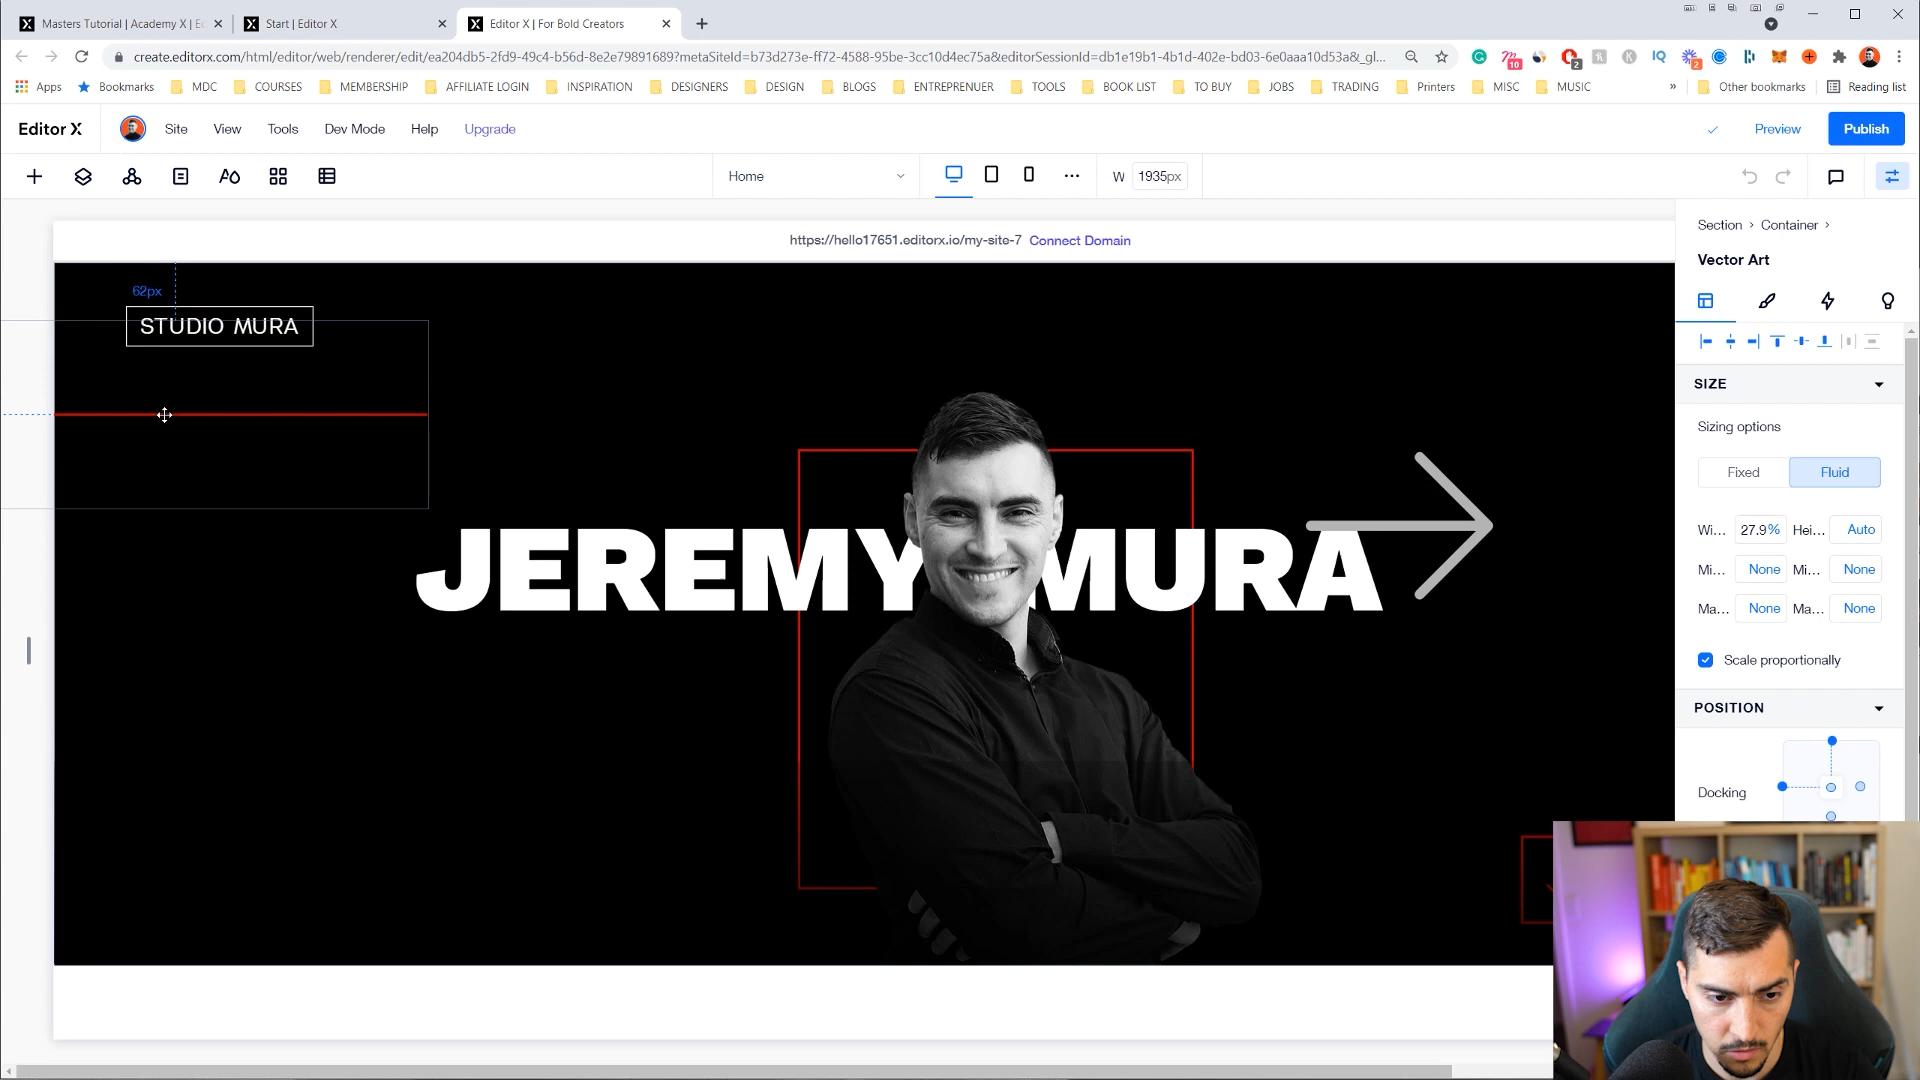 Masters Tutorial | Academy X | Ec
Start | Editor X
Editor X | For Bold Creators
create.editorx.com/html/editor/web/renderer/edit/ea204db5-2fd9-49c4-b56d-8e2e79891689?metaSiteId=b73d273e-ff72-4588-95be-3cc10d4ec75a&editorSessionId=db1e19b1-4b1d-402e-bd03-6e0aaa10d53a&_gl...
10
2
2
Apps
Bookmarks
MDC
COURSES
MEMBERSHIP
AFFILIATE LOGIN
INSPIRATION
DESIGNERS
DESIGN
BLOGS
ENTREPRENUER
TOOLS
BOOK LIST
TO BUY
JOBS
TRADING
Printers
MISC
MUSIC
»
Other bookmarks
Reading list
Editor X
Site
View
Tools
Dev Mode
Help
Upgrade
Preview
Publish
Home
W
1935px
https://hello17651.editorx.io/my-site-7 Connect Domain
Section > Container >
Vector Art
62px
STUDIO MURA
JEREMY MURA
SIZE
Sizing options
Fixed
Fluid
Wi... 27.9% Hei... Auto
Mi... None Mi... None
Ma... None Ma... None
Scale proportionally
POSITION
Docking